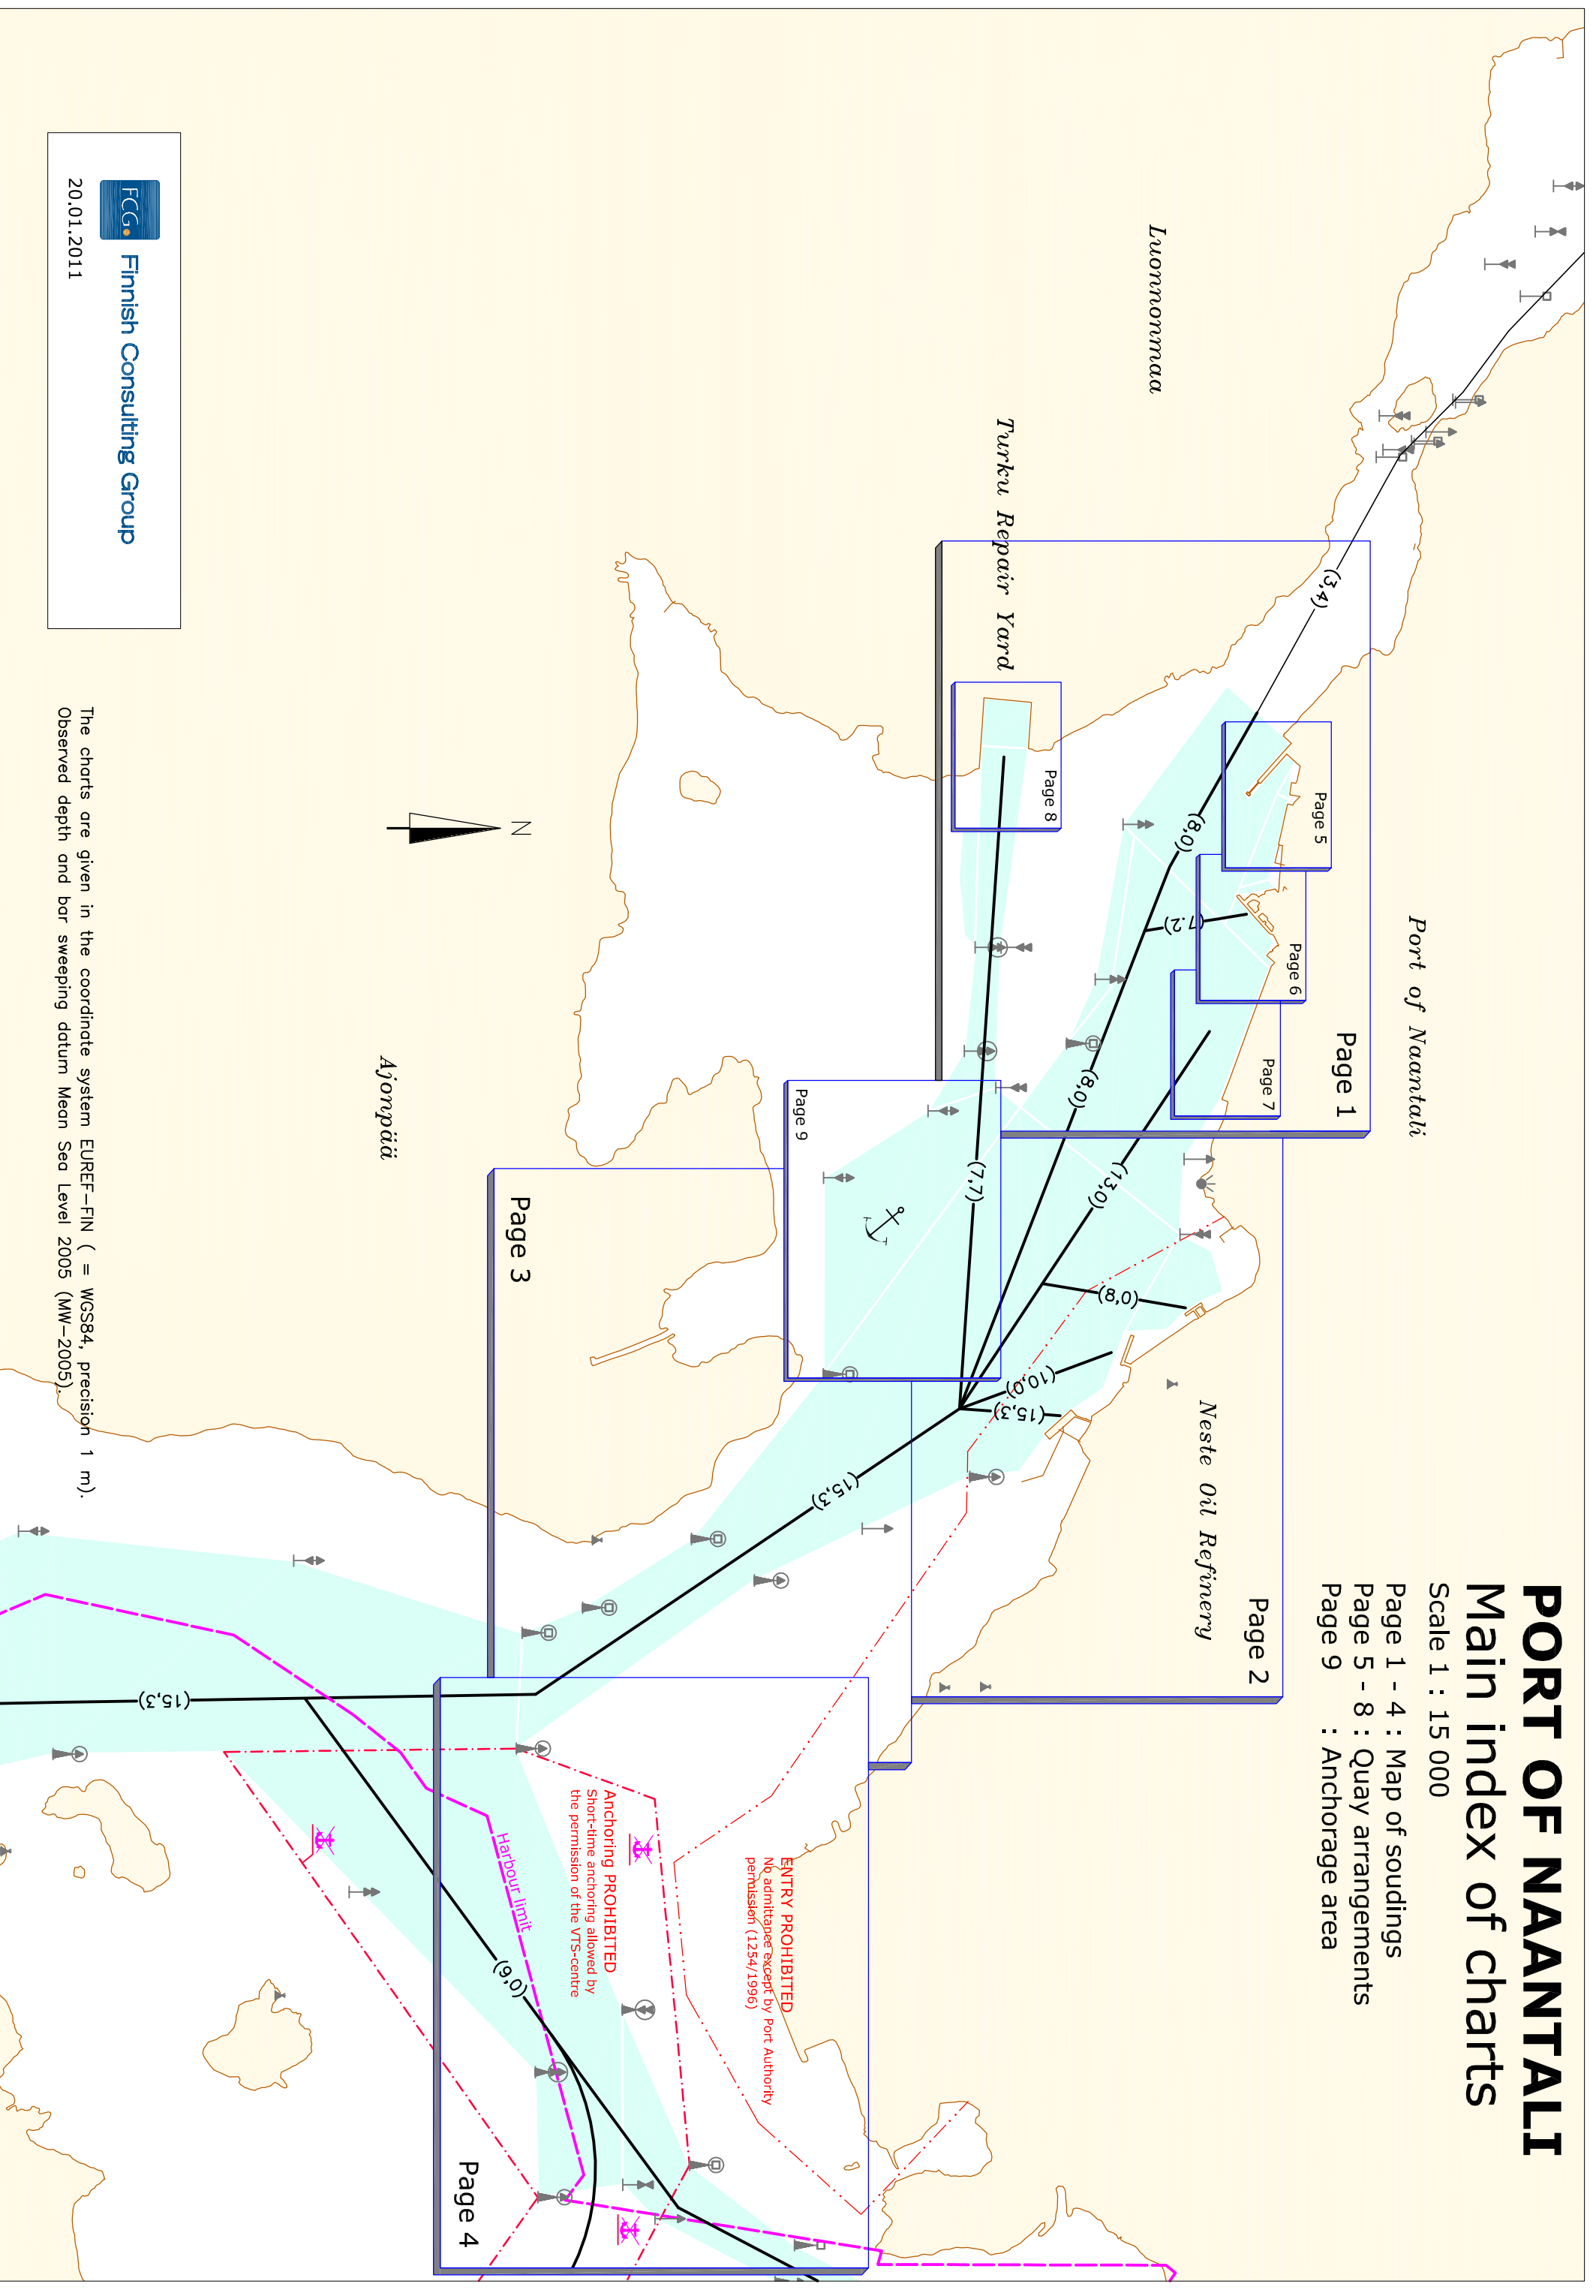 PORT OF NAANTALI
Main index of charts
Scale 1 : 15 000
Page 1 - 4 : Map of soudings
Page 5 - 8 : Quay arrangements
Page 9 : Anchorage area
Port of Naantali
Page 1
Page 2
Page 5
Page 6
Page 7
Neste Oil Refinery
Luonnonmaa
Turku Repair Yard
Page 8
(3,4)
(8,0)
(7.2)
(8,0)
(13,0)
(7,7)
(8,0)
(10,0)
(15,3)
(15,3)
Page 9
ENTRY PROHIBITED
No admittance except by Port Authority
permission (1254/1996)
Anchoring PROHIBITED
Short-time anchoring allowed by
the permission of the VTS-centre
Harbour limit
(9,0)
N
Page 3
Page 4
Ajonpää
(15,3)
FCG
Finnish Consulting Group
20.01.2011
The charts are given in the coordinate system EUREF-FIN ( = WGS84, precision 1 m).
Observed depth and bar sweeping datum Mean Sea Level 2005 (MW-2005).